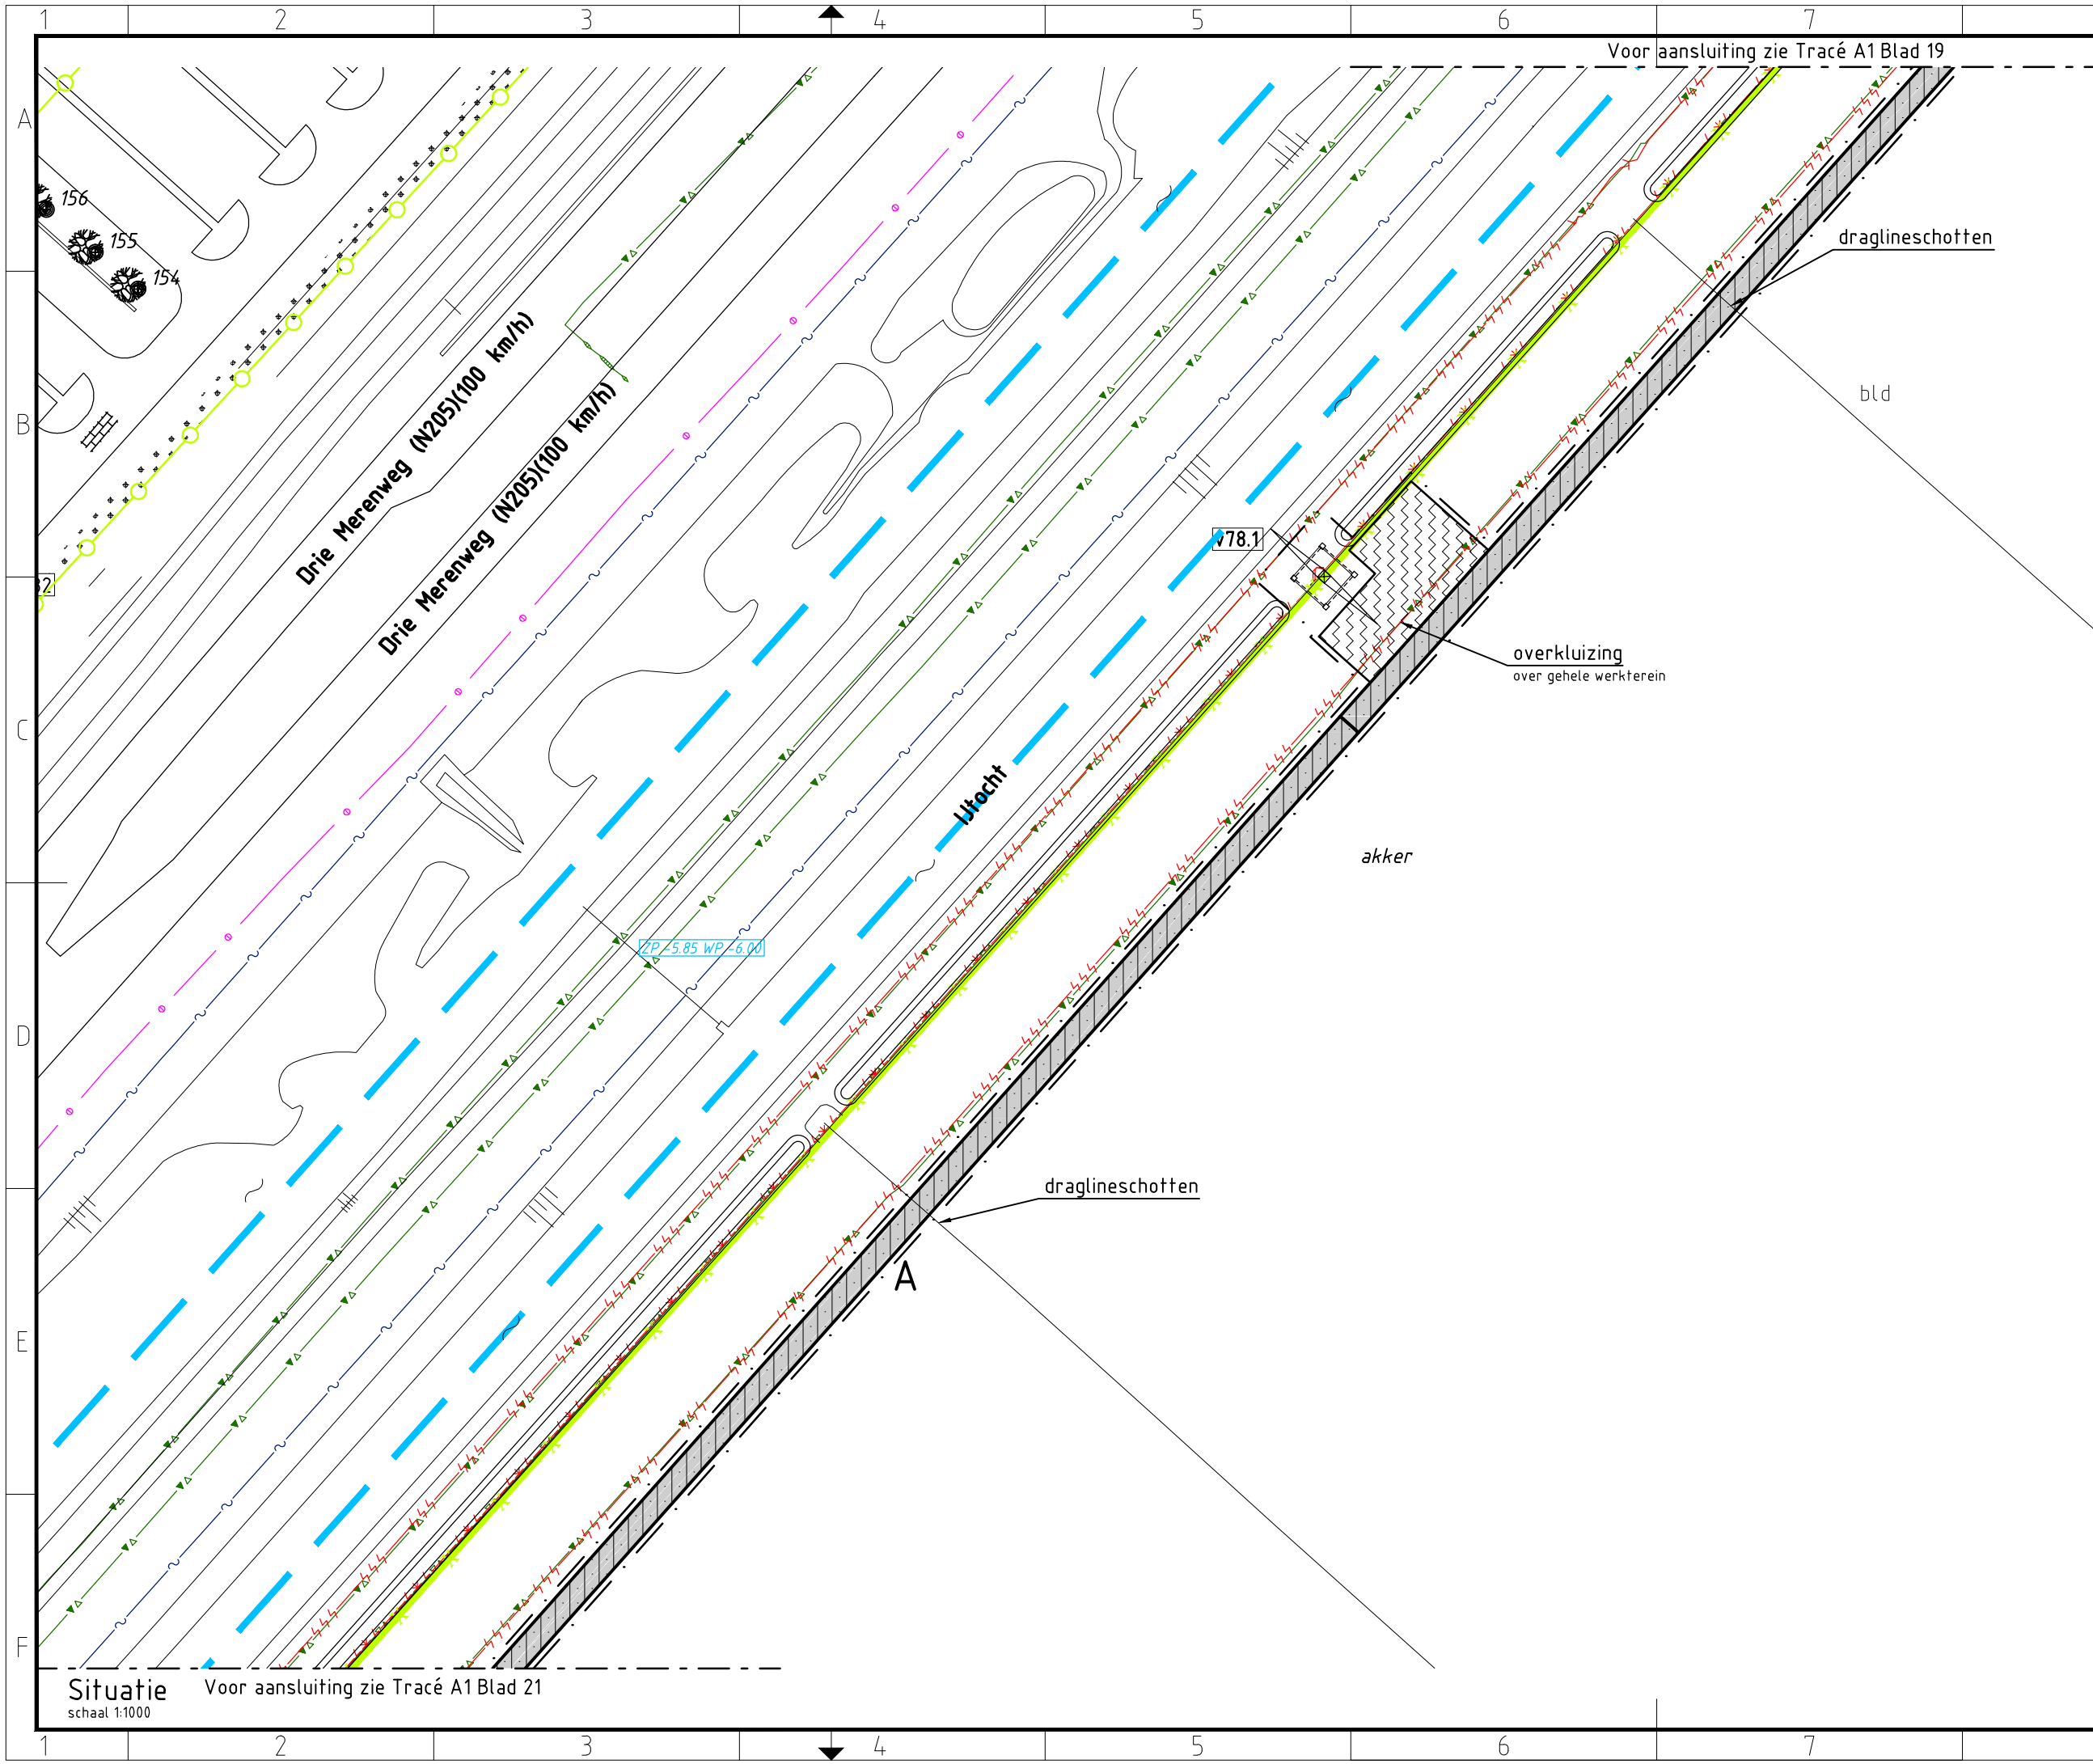 1 2 3 4 5 6 7
Voor aansluiting zie Tracé A1 Blad 19
A
156
155
154
draglineschotten
Drie Merenweg (N205)(100 km/h)
Drie Merenweg (N205)(100 km/h)
bld
B
V78.1
overkluizing
over gehele werkterein
C
IJtocht
akker
ZP -5.85 WP -6.00
D
draglineschotten
A
E
F
Situatie
schaal 1:1000
Voor aansluiting zie Tracé A1 Blad 21
1 2 3 4 5 6 7